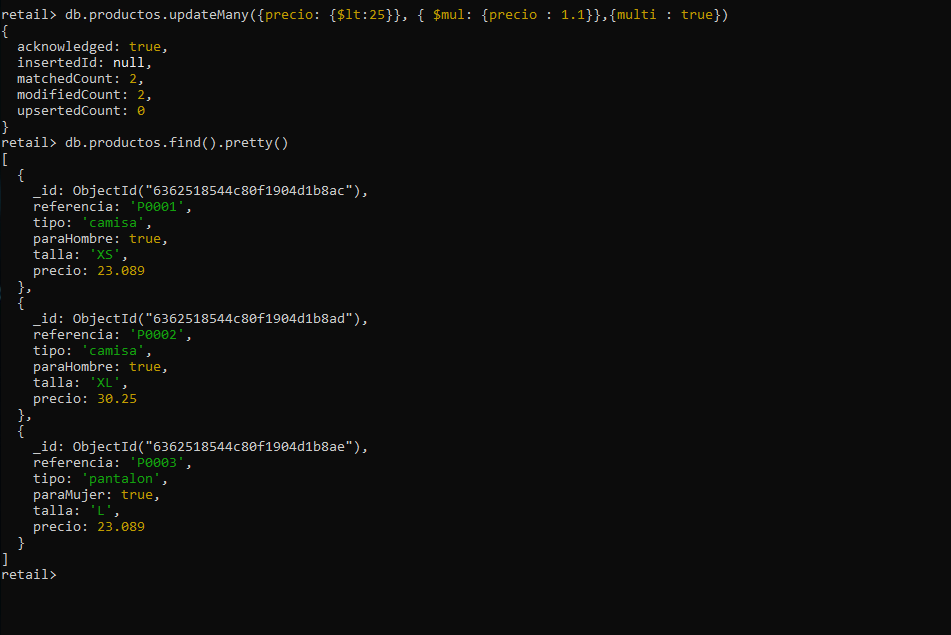 retail> db.productos.updateMany({precio: {$lt:25}}, { $mul: {precio : 1.1}},{multi : true})
{
  acknowledged: true,
  insertedId: null,
  matchedCount: 2,
  modifiedCount: 2,
  upsertedCount: 0
}
retail> db.productos.find().pretty()
[
  {
    _id: ObjectId("6362518544c80f1904d1b8ac"),
    referencia: 'P0001',
    tipo: 'camisa',
    paraHombre: true,
    talla: 'XS',
    precio: 23.089
  },
  {
    _id: ObjectId("6362518544c80f1904d1b8ad"),
    referencia: 'P0002',
    tipo: 'camisa',
    paraHombre: true,
    talla: 'XL',
    precio: 30.25
  },
  {
    _id: ObjectId("6362518544c80f1904d1b8ae"),
    referencia: 'P0003',
    tipo: 'pantalon',
    paraMujer: true,
    talla: 'L',
    precio: 23.089
  }
]
retail>